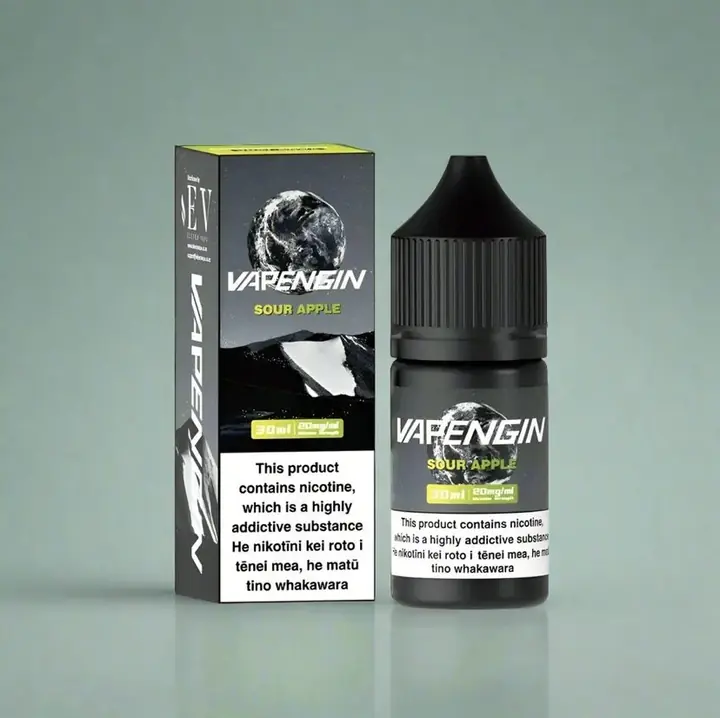 EV
VAPENGIN
VAPENGIN
SOUR APPLE
30ml
20mg/ml
This product
contains nicotine,
which is a highly
addictive substance
He nikotīni kei roto i
tēnei mea, he matū
tino whakawara
VAPENGIN
SOUR APPLE
30ml
20mg/ml
This product contains nicotine,
which is a highly addictive substance
He nikotīni kei roto i tēnei mea, he matū
tino whakawara